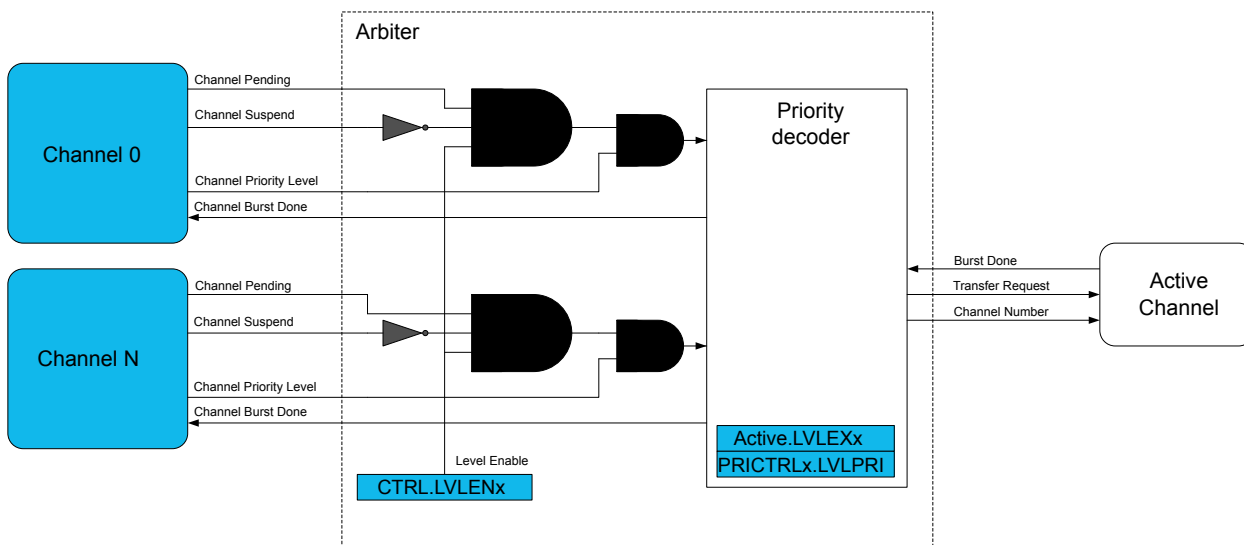 Arbiter
Channel 0
Channel Pending
Channel Suspend
Channel Priority Level
Channel Burst Done
Priority
decoder
Burst Done
Transfer Request
Channel Number
Active
Channel
Channel N
Channel Pending
Channel Suspend
Channel Priority Level
Channel Burst Done
Active.LVLEXx
PRICTRLx.LVLPRI
Level Enable
CTRL.LVLENx